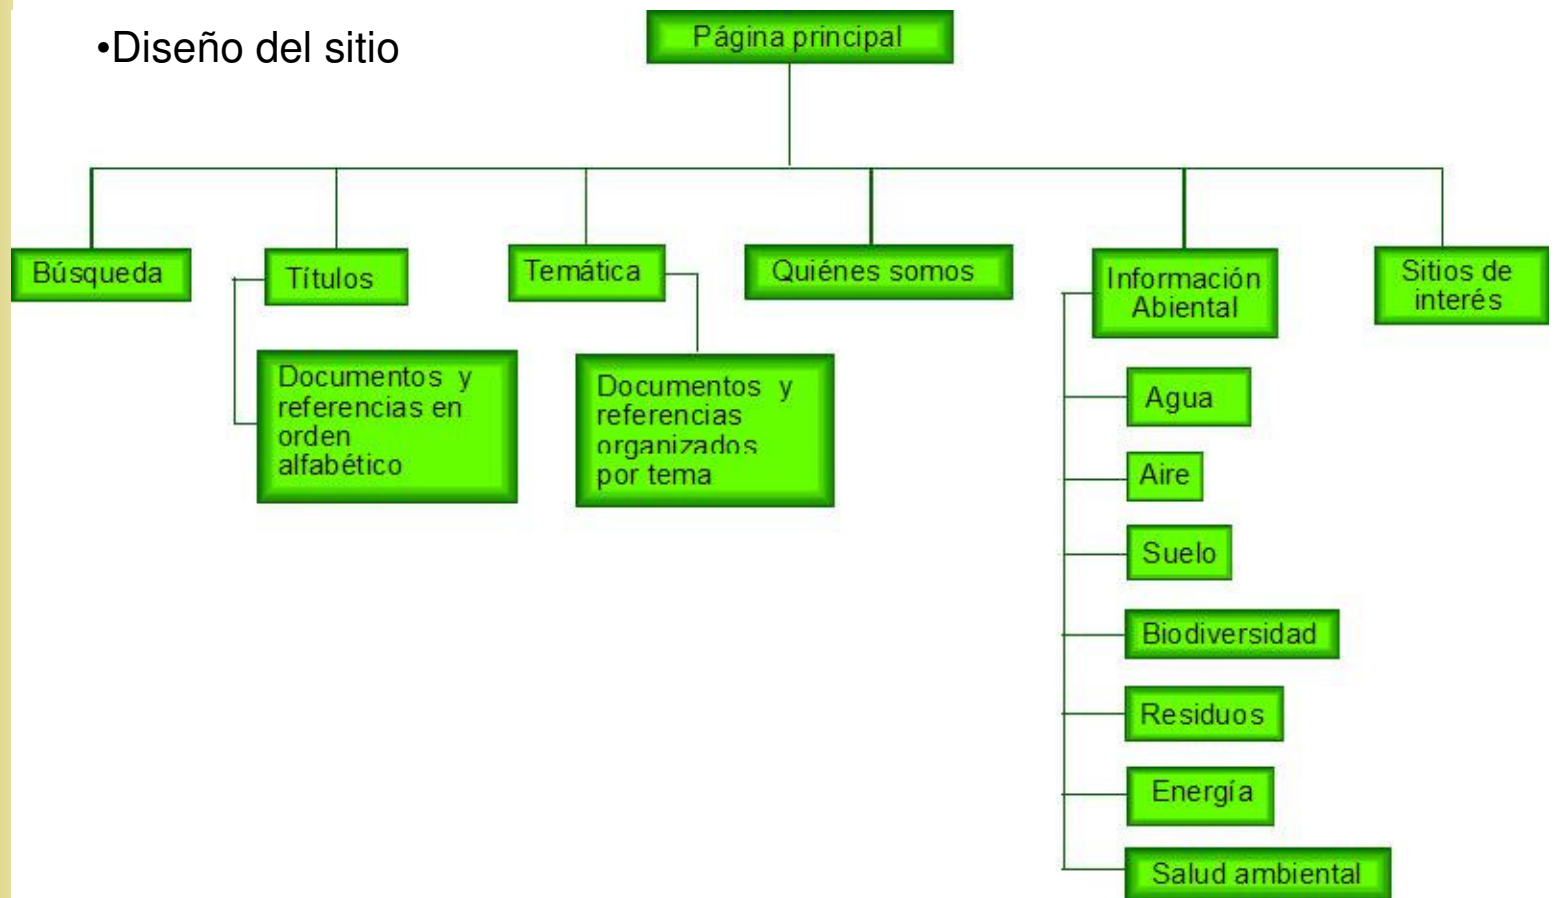 •Diseño del sitio
Página principal
Búsqueda
Títulos
Temática
Quiénes somos
Información
Abiental
Sitios de
interés
Documentos y
referencias en
orden
alfabético
Documentos y
referencias
organizados
por tema
Agua
Aire
Suelo
Biodiversidad
Residuos
Energía
Salud ambiental